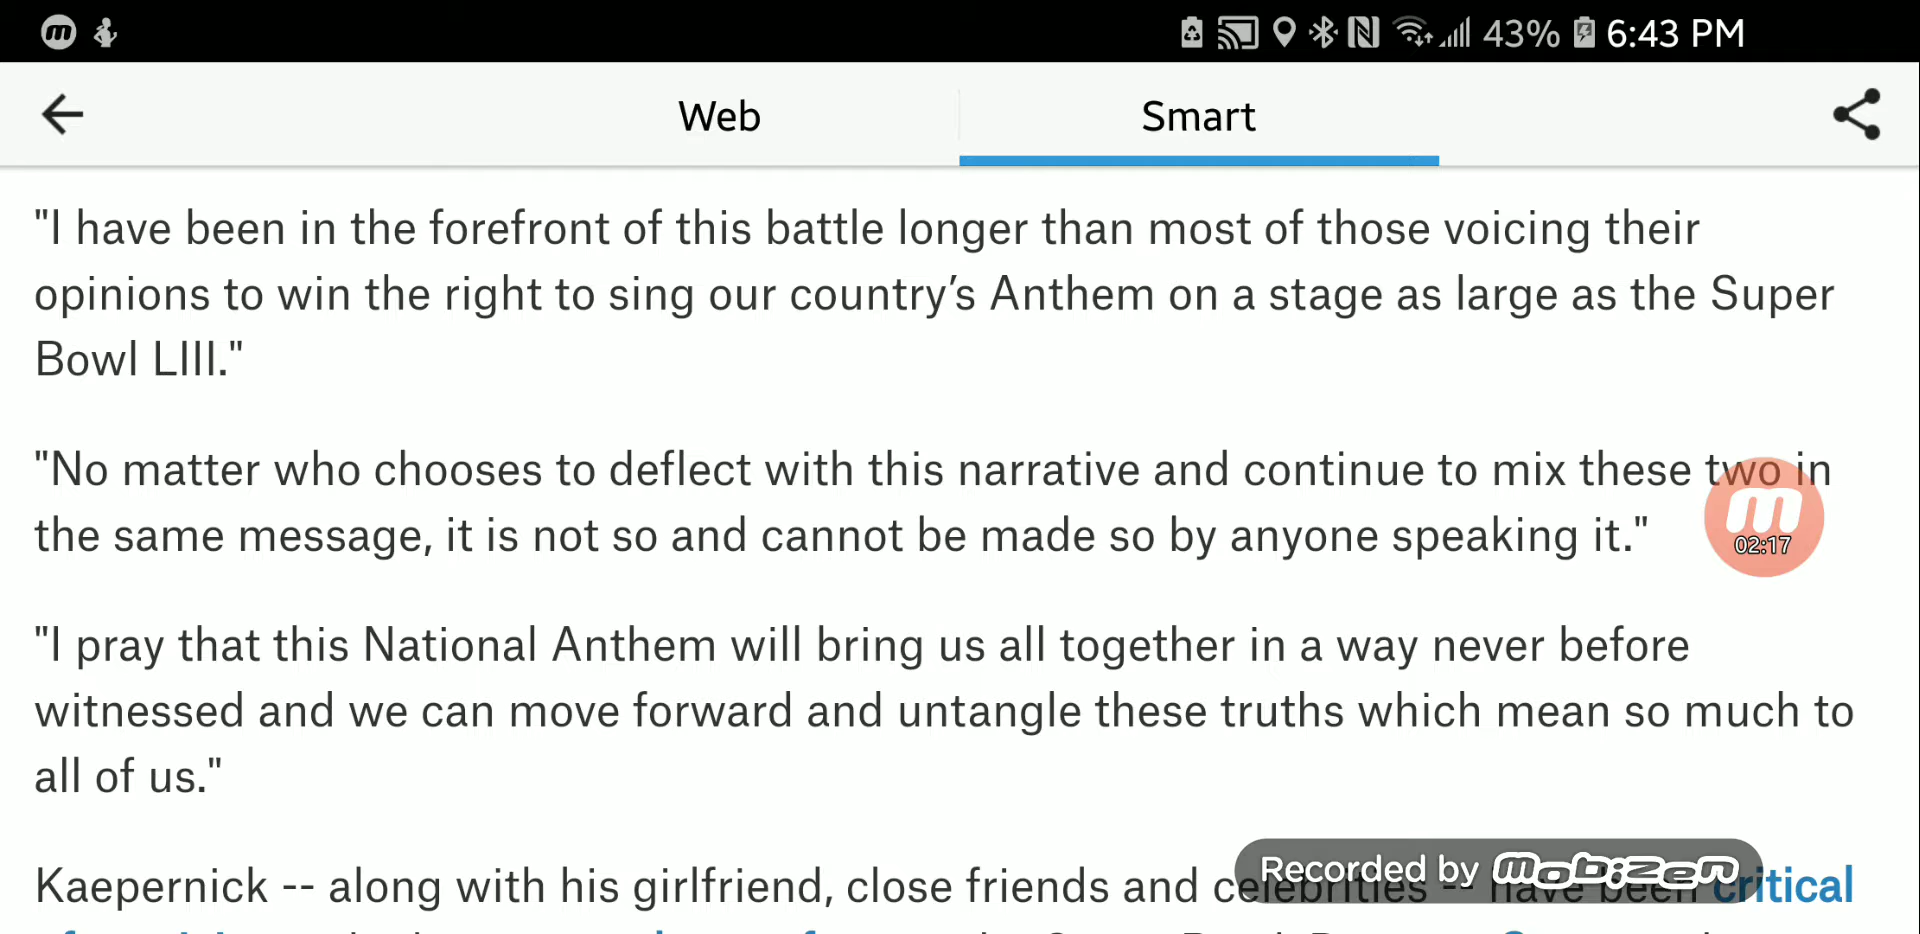 43% 6:43 PM
Web Smart
"I have been in the forefront of this battle longer than most of those voicing their
opinions to win the right to sing our country’s Anthem on a stage as large as the Super
Bowl LIII."
"No matter who chooses to deflect with this narrative and continue to mix these two in
the same message, it is not so and cannot be made so by anyone speaking it."
m
02:17
"I pray that this National Anthem will bring us all together in a way never before
witnessed and we can move forward and untangle these truths which mean so much to
all of us."
Kaepernick -- along with his girlfriend, close friends and celebrities -- have been critical
Recorded by mobizen